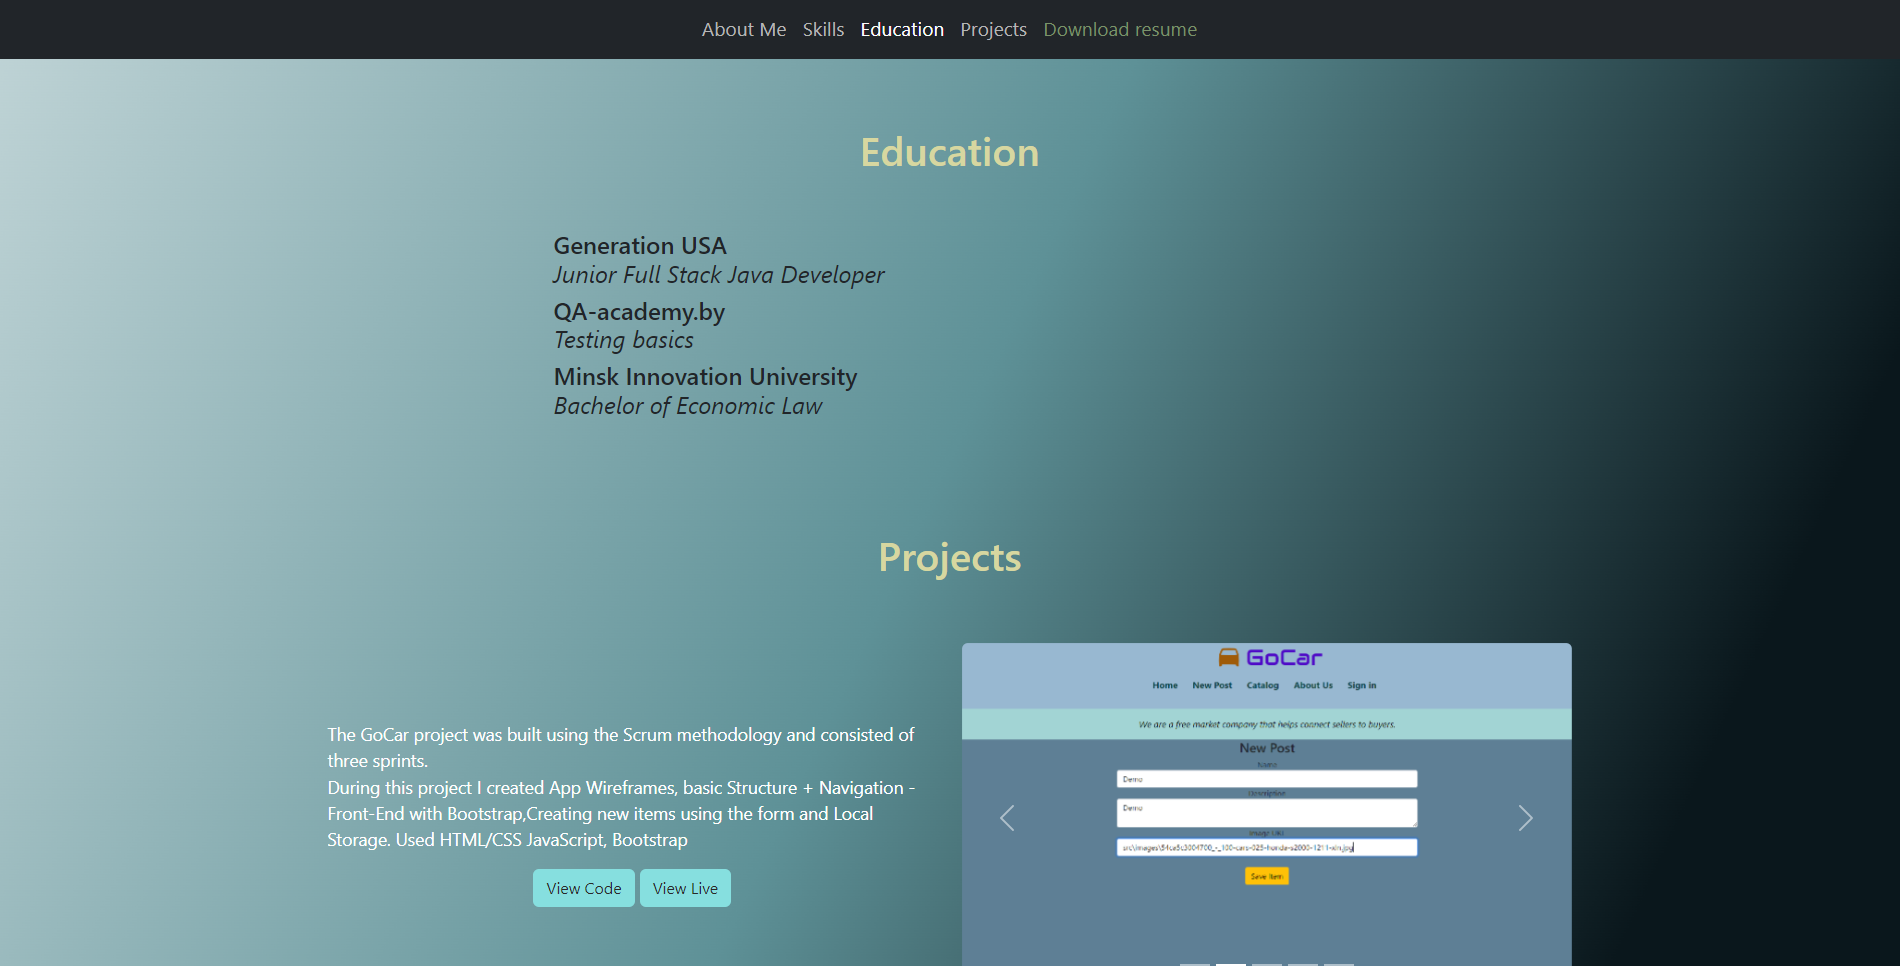 About Me Skills Education Projects Download resume
Education
Generation USA
Junior Full Stack Java Developer
QA-academy.by
Testing basics
Minsk Innovation University
Bachelor of Economic Law
Projects
The GoCar project was built using the Scrum methodology and consisted of
three sprints.
During this project I created App Wireframes, basic Structure + Navigation -
Front-End with Bootstrap,Creating new items using the form and Local
Storage. Used HTML/CSS JavaScript, Bootstrap
View Code View Live
GoCar
Home New Post Catalog About Us Sign in
We are a free market company that helps connect sellers to buyers.
New Post
Name
Demo
Description
Demo
Image URL
Save Item